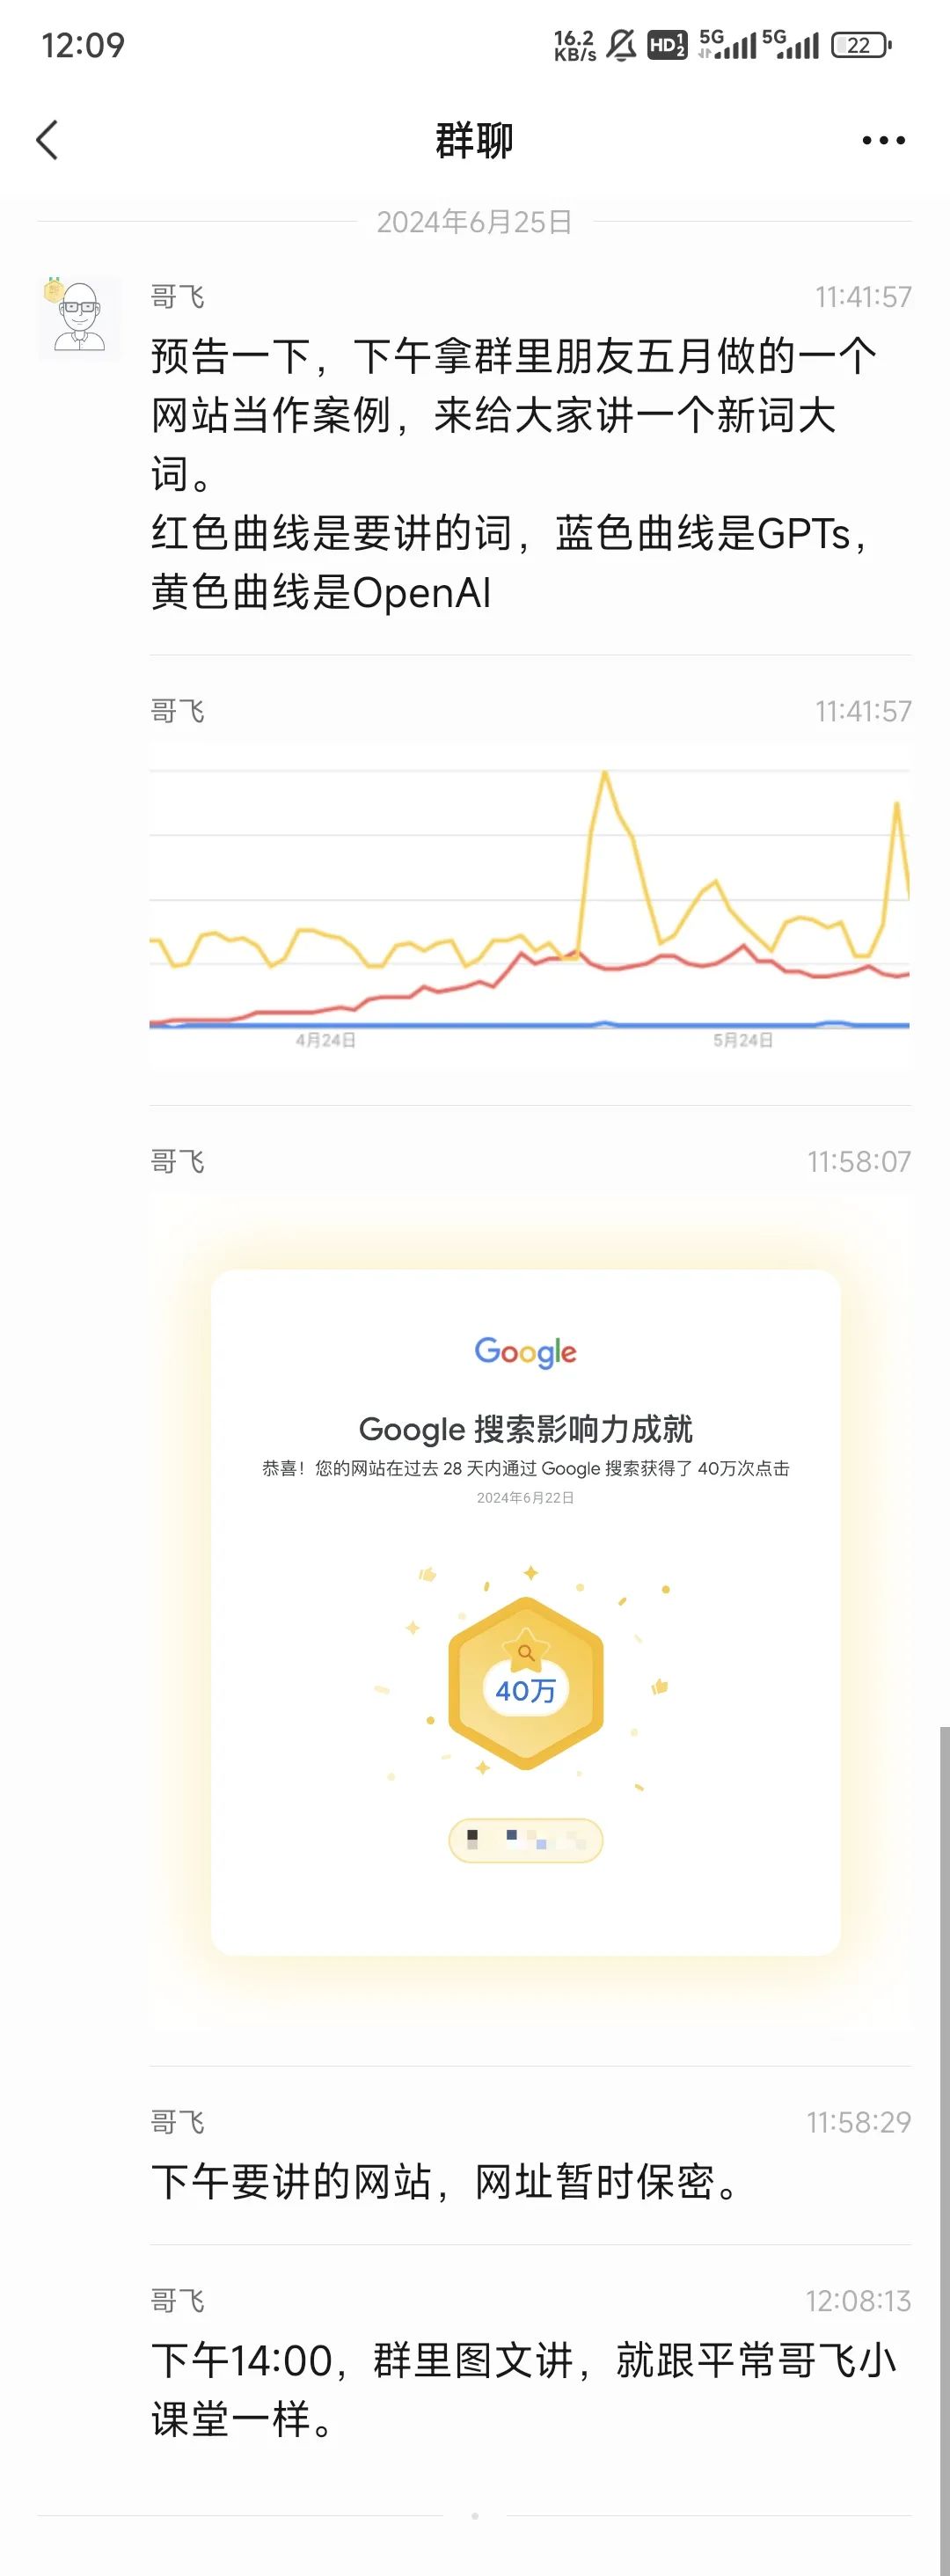 12:09
16.2
KB/s
HD 1 2
5G
5G
22
群聊
2024年6月25日
哥飞
11:41:57
预告一下，下午拿群里朋友五月做的一个
网站当作案例，来给大家讲一个新词大
词。
红色曲线是要讲的词，蓝色曲线是GPTs，
黄色曲线是OpenAI
哥飞
11:41:57
4月24日
5月24日
哥飞
11:58:07
Google
Google 搜索影响力成就
恭喜！您的网站在过去 28 天内通过 Google 搜索获得了 40万次点击
2024年6月22日
40万
哥飞
11:58:29
下午要讲的网站，网址暂时保密。
哥飞
12:08:13
下午14:00，群里图文讲，就跟平常哥飞小
课堂一样。